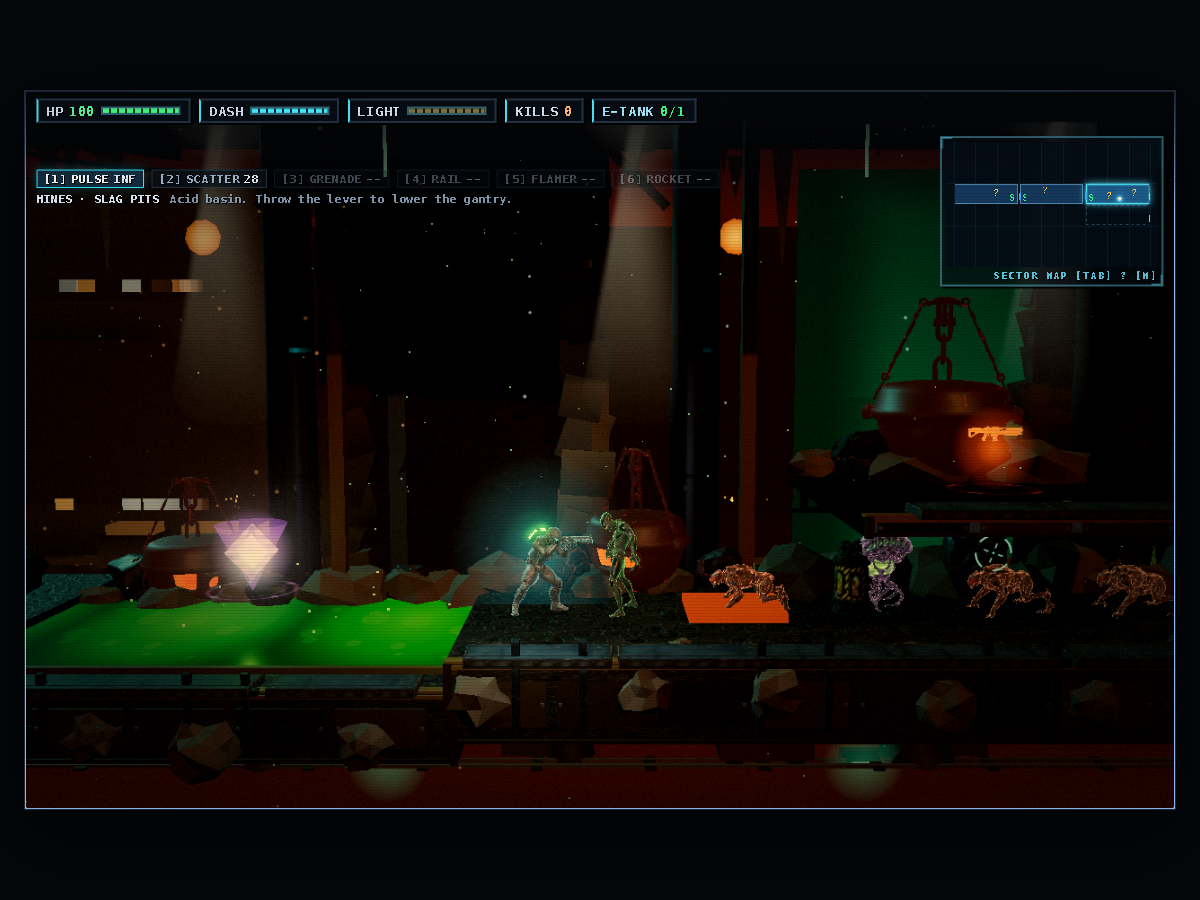 HP 100 DASH LIGHT KILLS 0 E-TANK 0/1
[1] PULSE INF [2] SCATTER 28 [3] GRENADE -- [4] RAIL -- [5] FLAMER -- [6] ROCKET --
MINES · SLAG PITS Acid basin. Throw the lever to lower the gantry.
? ? ? ?
S S S
SECTOR MAP [TAB] ? [M]